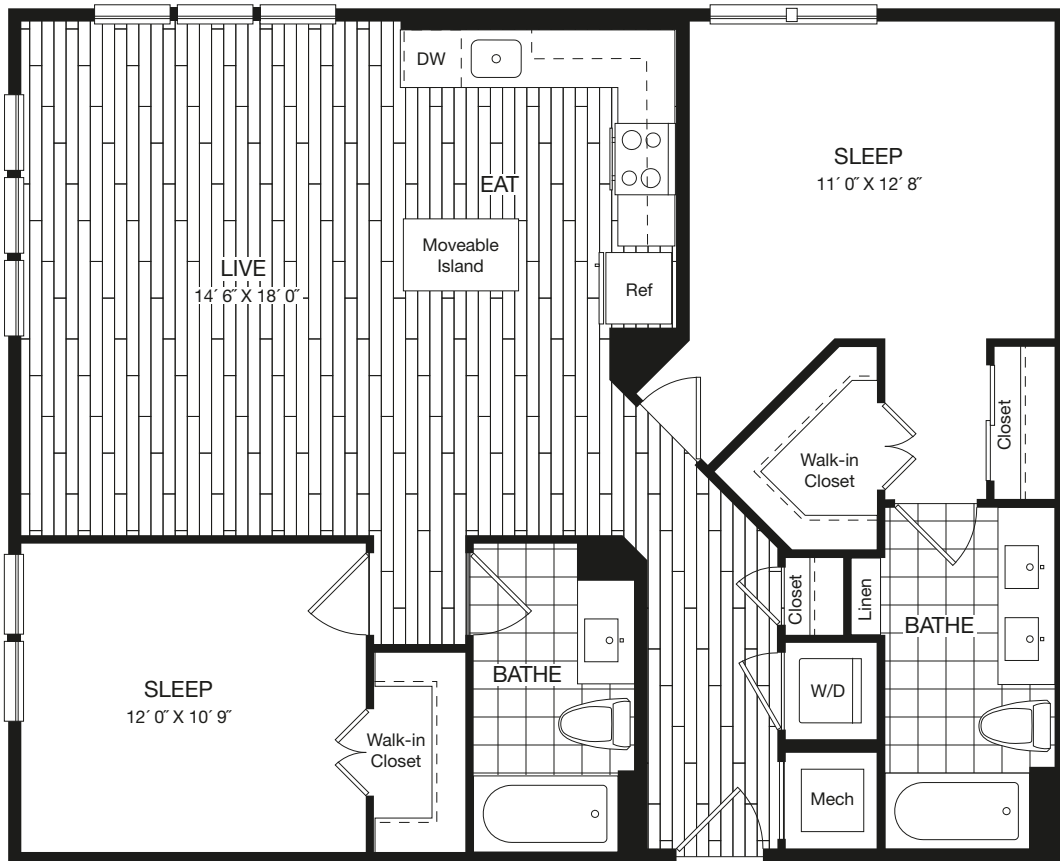 DW
SLEEP
11′ 0″ X 12′ 8″
EAT
Moveable
Island
LIVE
14′ 6″ X 18′ 0″
Ref
Closet
Walk-in
Closet
Closet
Linen
BATHE
BATHE
SLEEP
12′ 0″ X 10′ 9″
W/D
Walk-in
Closet
Mech